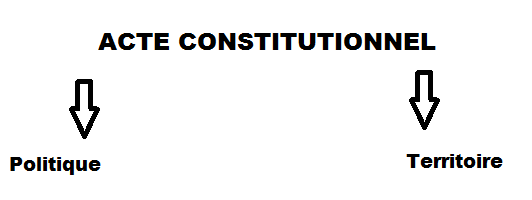 ACTE CONSTITUTIONNEL
Politique
Territoire